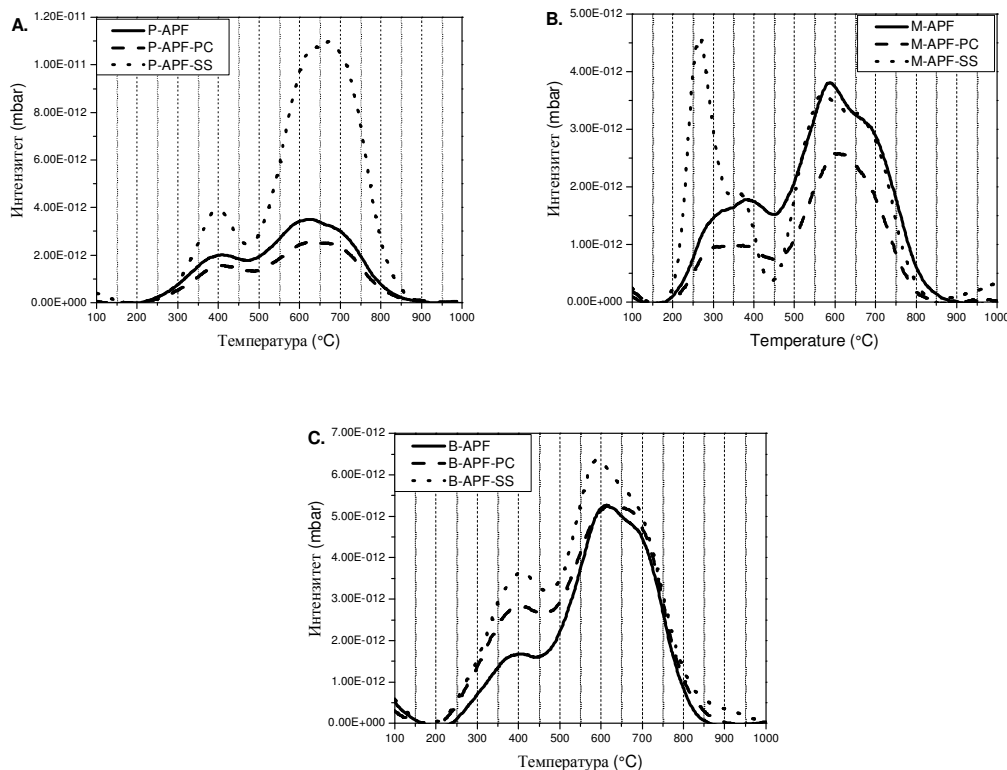 A.
1.20E-011
1.00E-011
8.00E-012
6.00E-012
4.00E-012
2.00E-012
0.00E+000
Интензитет (mbar)
P-APF
P-APF-PC
P-APF-SS
100 200 300 400 500 600 700 800 900 1000
Температура (°C)
B.
5.00E-012
4.00E-012
3.00E-012
2.00E-012
1.00E-012
0.00E+000
Интензитет (mbar)
M-APF
M-APF-PC
M-APF-SS
100 200 300 400 500 600 700 800 900 1000
Temperature (°C)
C.
7.00E-012
6.00E-012
5.00E-012
4.00E-012
3.00E-012
2.00E-012
1.00E-012
0.00E+000
Интензитет (mbar)
B-APF
B-APF-PC
B-APF-SS
100 200 300 400 500 600 700 800 900 1000
Температура (°C)